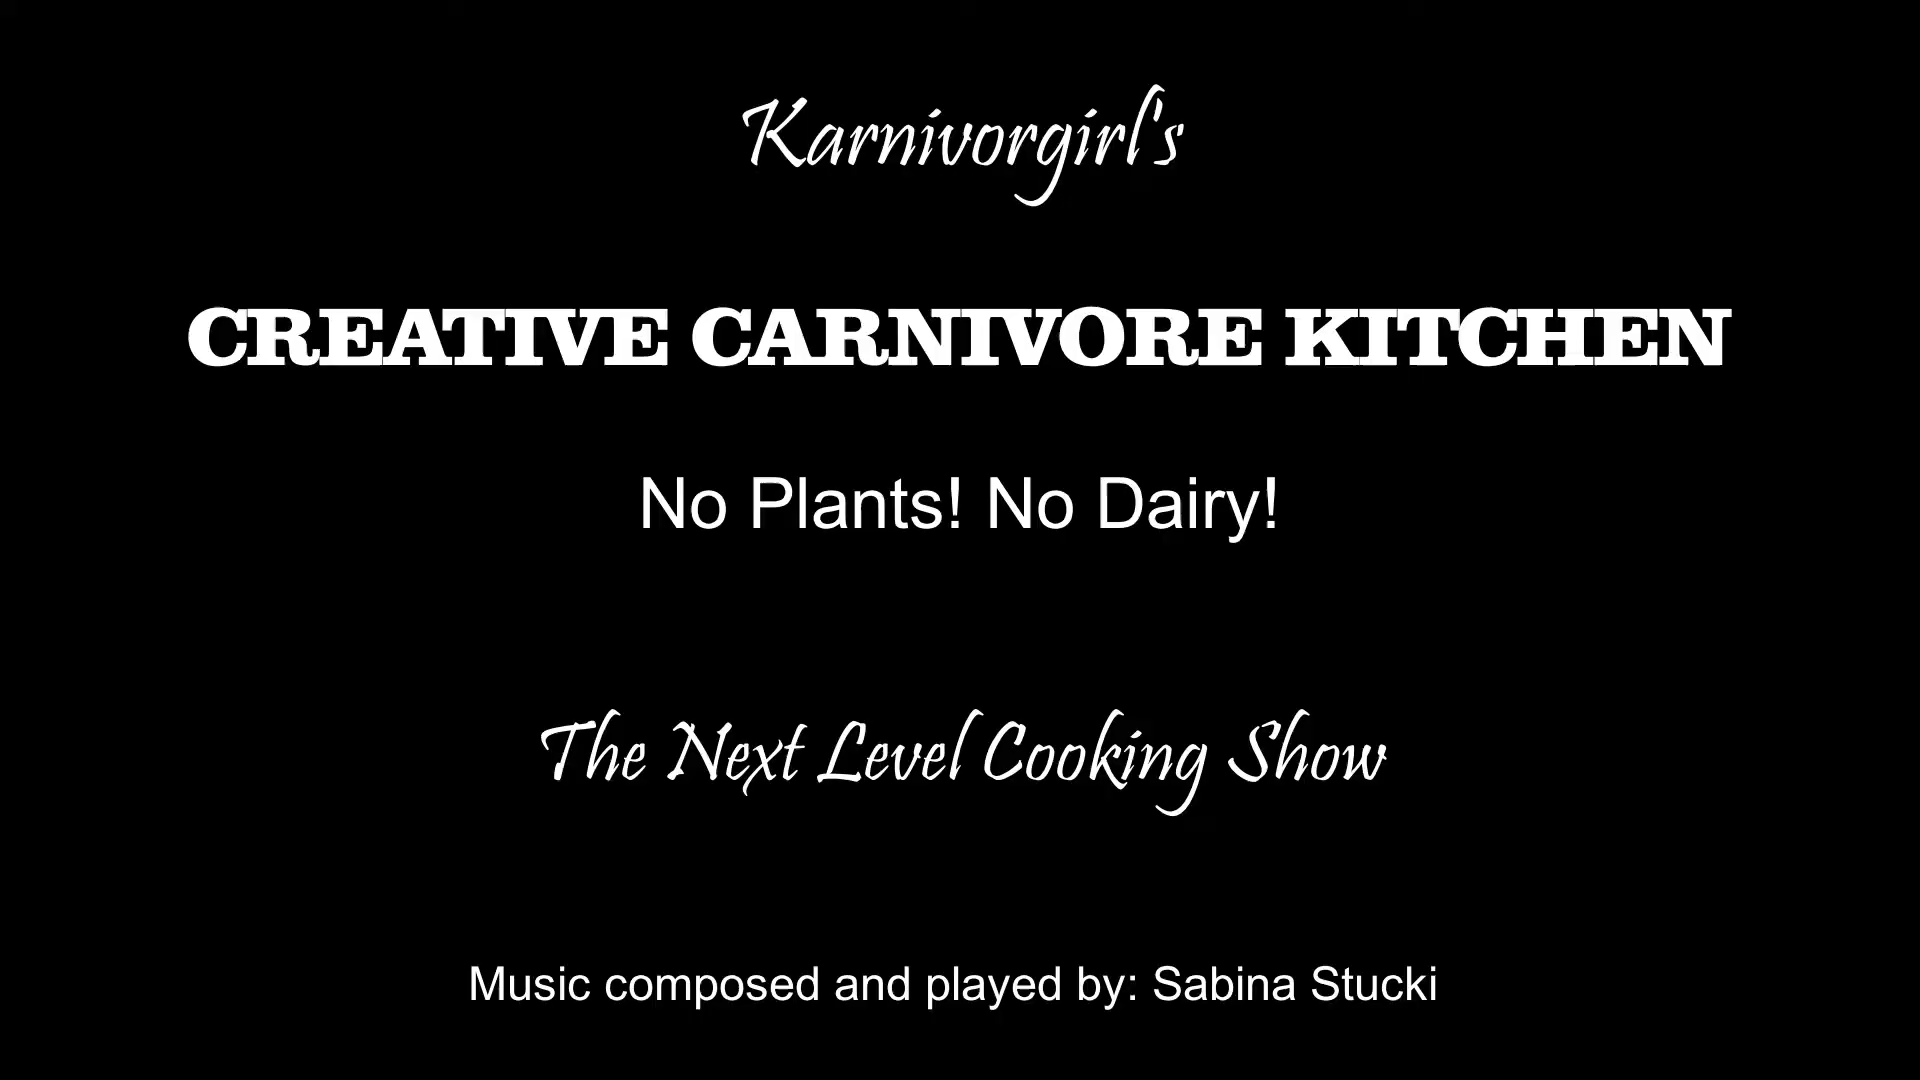 Karnivorgirl's
CREATIVE CARNIVORE KITCHEN
No Plants! No Dairy!
The Next Level Cooking Show
Music composed and played by: Sabina Stucki